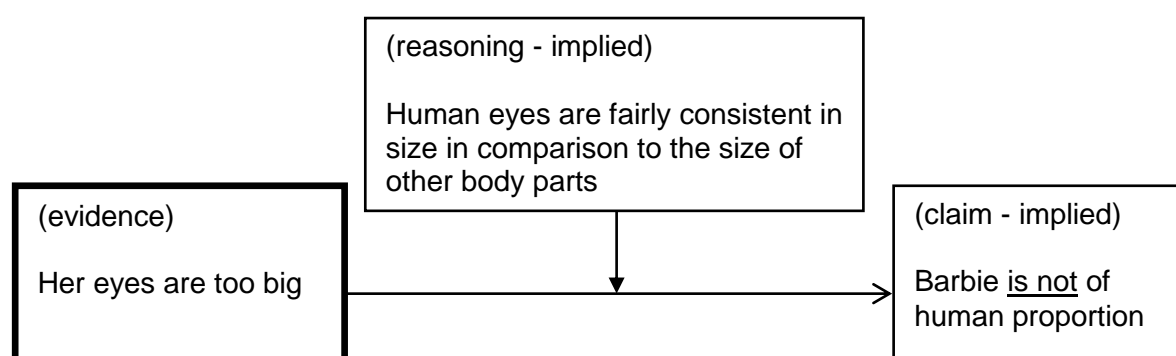 (reasoning - implied)
Human eyes are fairly consistent in
size in comparison to the size of
other body parts
(evidence)
Her eyes are too big
(claim - implied)
Barbie is not of
human proportion